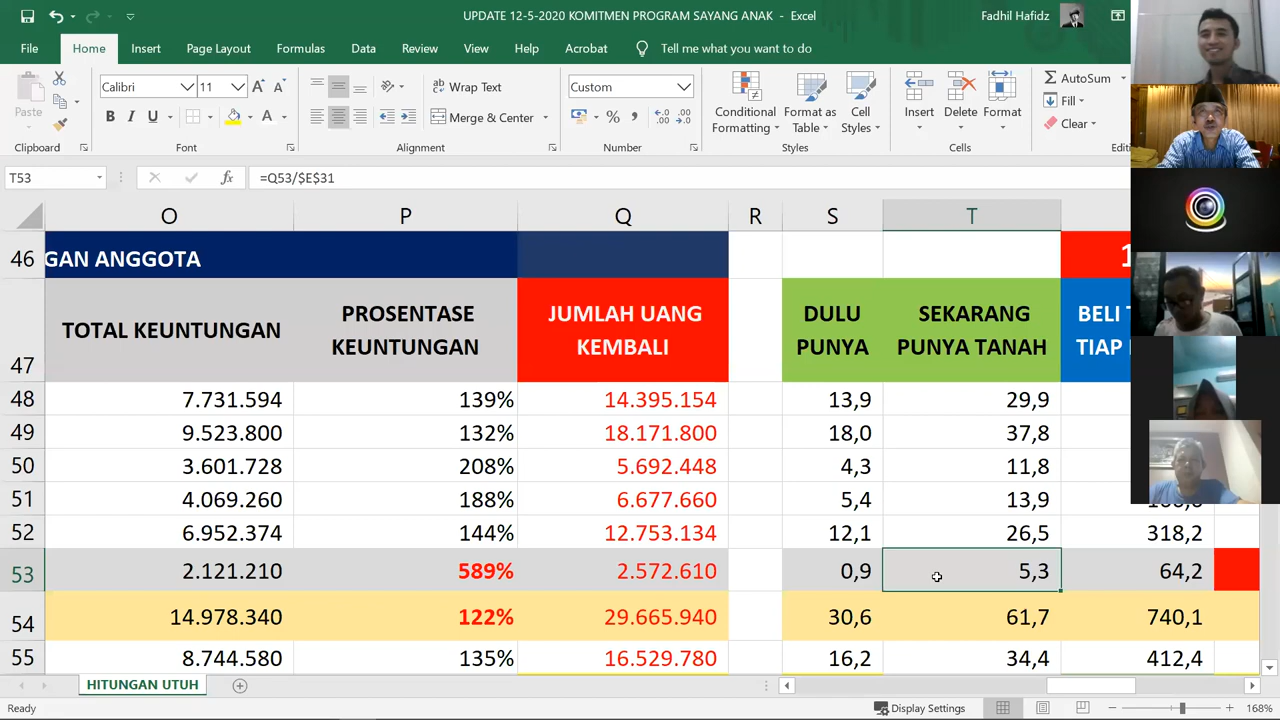 UPDATE 12-5-2020 KOMITMEN PROGRAM SAYANG ANAK - Excel
Fadhil Hafidz
File Home Insert Page Layout Formulas Data Review View Help Acrobat Tell me what you want to do
Paste
Calibri 11
B I U
A A
Wrap Text
Merge & Center
Custom
% ,
Conditional Formatting
Format as Table
Cell Styles
Insert Delete Format
AutoSum
Fill
Clear
Clipboard Font Alignment Number Styles Cells
T53 fx =Q53/$E$31
O P Q R S T
46 GAN ANGGOTA 1
47 TOTAL KEUNTUNGAN PROSENTASE KEUNTUNGAN JUMLAH UANG KEMBALI DULU PUNYA SEKARANG PUNYA TANAH BELI TIAP
48 7.731.594 139% 14.395.154 13,9 29,9
49 9.523.800 132% 18.171.800 18,0 37,8
50 3.601.728 208% 5.692.448 4,3 11,8
51 4.069.260 188% 6.677.660 5,4 13,9
52 6.952.374 144% 12.753.134 12,1 26,5 318,2
53 2.121.210 589% 2.572.610 0,9 5,3 64,2
54 14.978.340 122% 29.665.940 30,6 61,7 740,1
55 8.744.580 135% 16.529.780 16,2 34,4 412,4
HITUNGAN UTUH
Ready Display Settings 168%